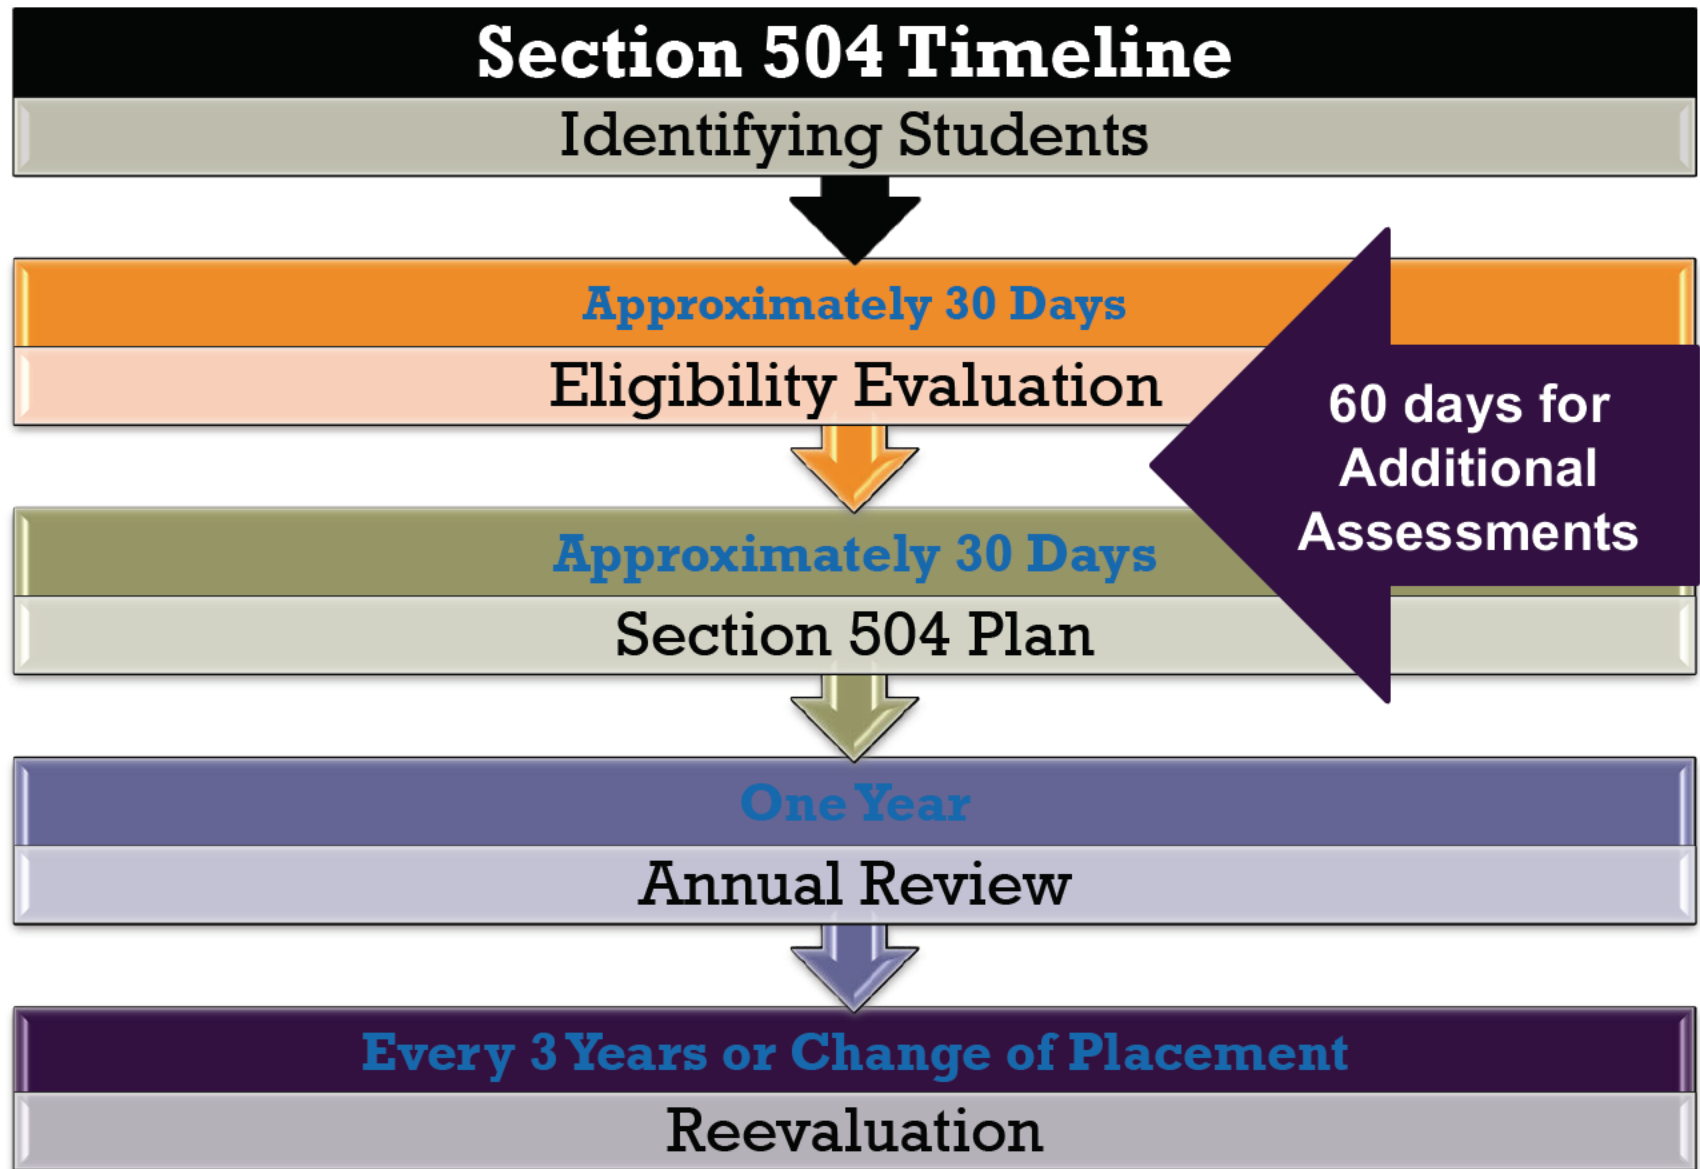 Section 504 Timeline
Identifying Students
Approximately 30 Days
Eligibility Evaluation
60 days for
Additional
Assessments
Approximately 30 Days
Section 504 Plan
One Year
Annual Review
Every 3 Years or Change of Placement
Reevaluation